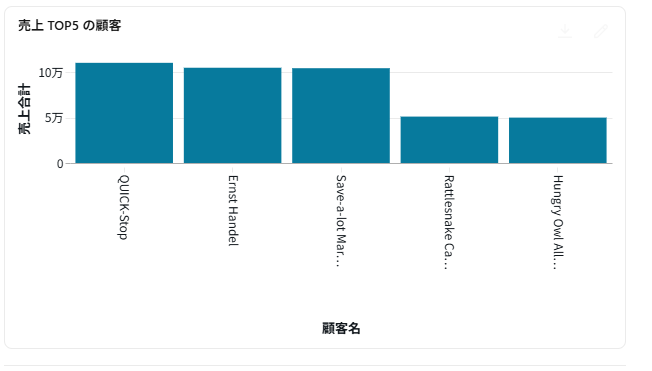 売上 TOP5 の顧客
売上合計
10万
5万
0
QUICK-Stop
Ernst Handel
Save-a-lot Mar...
Rattlesnake Ca...
Hungry Owl All...
顧客名